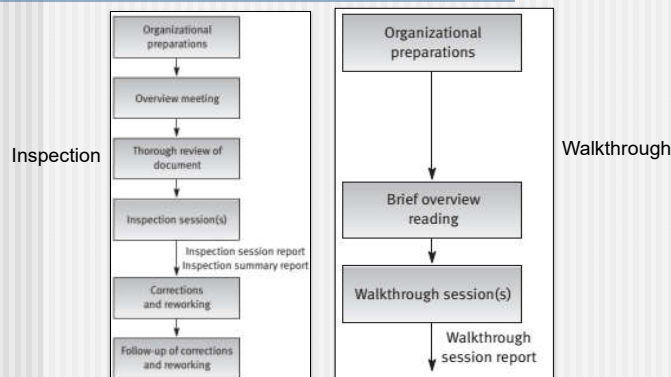 Inspection
Organizational
preparations
Overview meeting
Thorough review of
document
Inspection session(s)
Inspection session report
Inspection summary report
Corrections
and reworking
Follow-up of corrections
and reworking
Organizational
preparations
Brief overview
reading
Walkthrough session(s)
Walkthrough
session report
Walkthrough